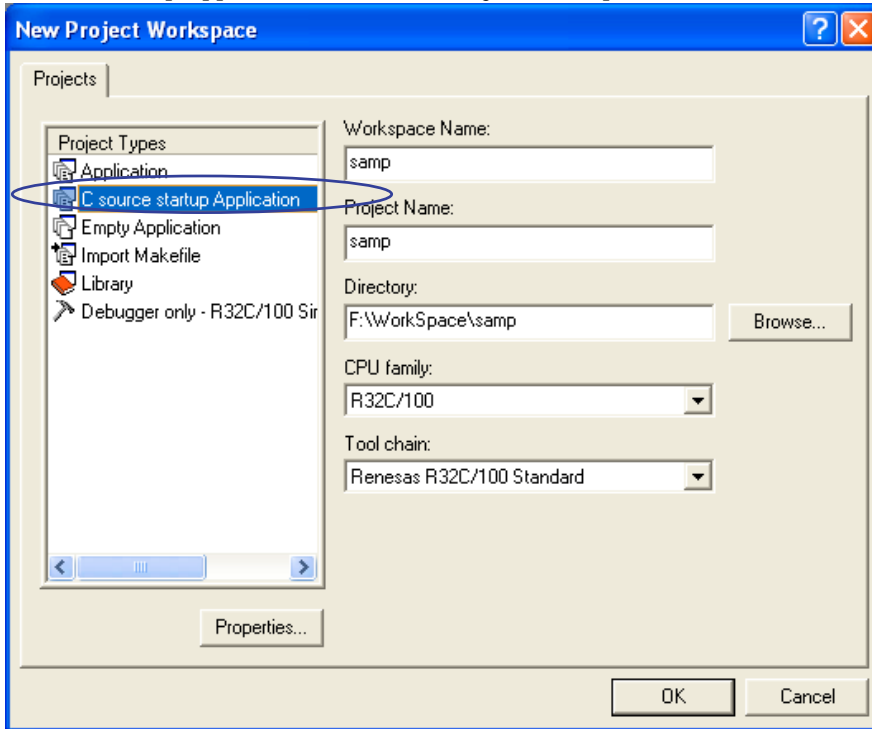 New Project Workspace
Projects
Project Types
Application
C source startup Application
Empty Application
Import Makefile
Library
Debugger only - R32C/100 Sir
Properties...
Workspace Name:
samp
Project Name:
samp
Directory:
F:\WorkSpace\samp
Browse...
CPU family:
R32C/100
Tool chain:
Renesas R32C/100 Standard
OK
Cancel